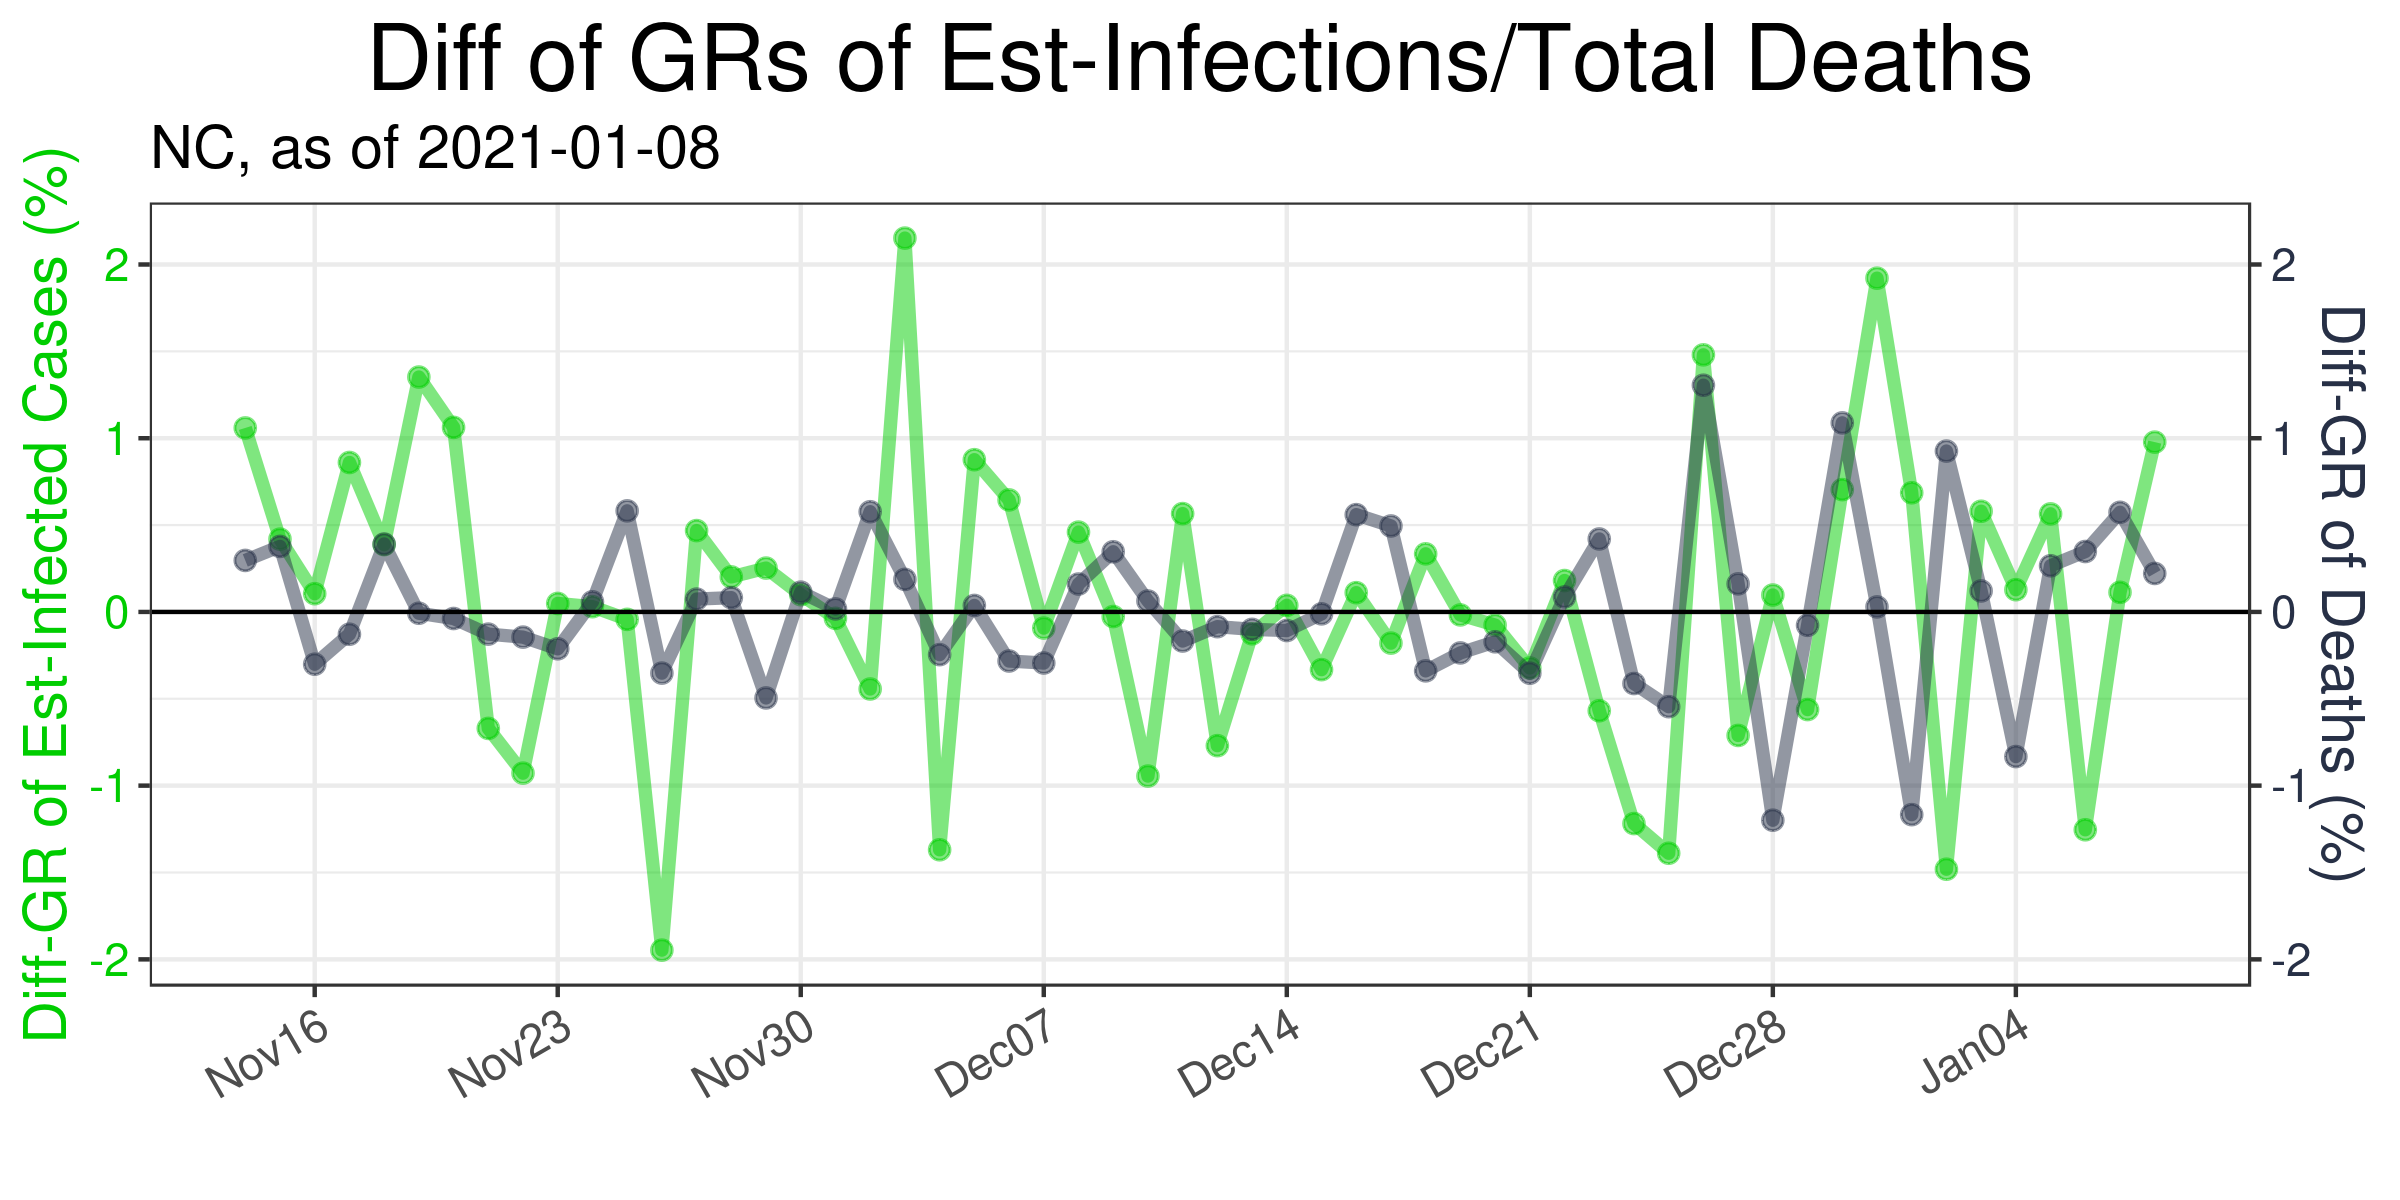 Diff of GRs of Est-Infections/Total Deaths
NC, as of 2021-01-08
Diff-GR of Est-Infected Cases (%)
2
1
0
-1
-2
2
1
0
-1
-2
Diff-GR of Deaths (%)
Nov16
Nov23
Nov30
Dec07
Dec14
Dec21
Dec28
Jan04